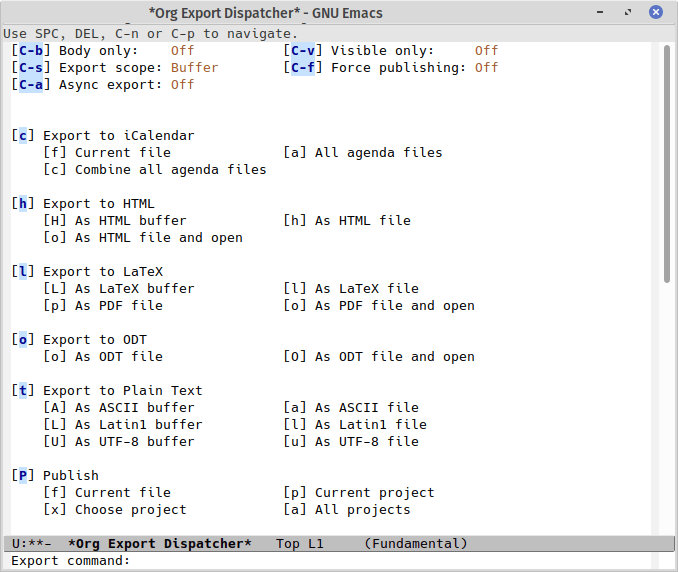 *Org Export Dispatcher* - GNU Emacs
Use SPC, DEL, C-n or C-p to navigate.
[C-b] Body only:    Off           [C-v] Visible only:     Off
[C-s] Export scope: Buffer        [C-f] Force publishing: Off
[C-a] Async export: Off
[c] Export to iCalendar
    [f] Current file              [a] All agenda files
    [c] Combine all agenda files
[h] Export to HTML
    [H] As HTML buffer            [h] As HTML file
    [o] As HTML file and open
[l] Export to LaTeX
    [L] As LaTeX buffer           [l] As LaTeX file
    [p] As PDF file               [o] As PDF file and open
[o] Export to ODT
    [o] As ODT file               [O] As ODT file and open
[t] Export to Plain Text
    [A] As ASCII buffer           [a] As ASCII file
    [L] As Latin1 buffer          [l] As Latin1 file
    [U] As UTF-8 buffer           [u] As UTF-8 file
[P] Publish
    [f] Current file              [p] Current project
    [x] Choose project            [a] All projects
U:**-  *Org Export Dispatcher*   Top L1     (Fundamental)
Export command: